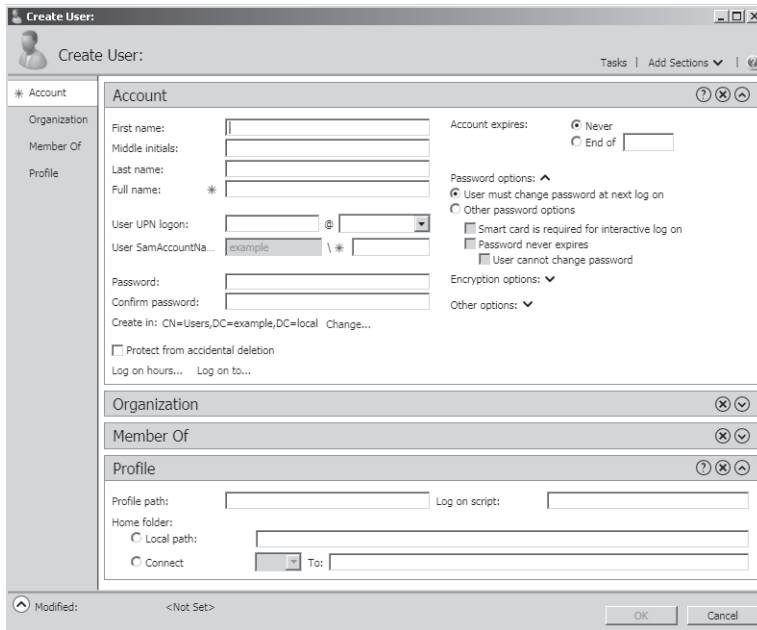 Create User:
Create User:
Tasks | Add Sections |
* Account
Organization
Member Of
Profile
Account
First name:
Middle initials:
Last name:
Full name: *
User UPN logon: @
User SamAccountNa... example \ *
Password:
Confirm password:
Create in: CN=Users,DC=example,DC=local Change...
Protect from accidental deletion
Log on hours... Log on to...
Account expires: Never
End of
Password options:
User must change password at next log on
Other password options
Smart card is required for interactive log on
Password never expires
User cannot change password
Encryption options:
Other options:
Organization
Member Of
Profile
Profile path: Log on script:
Home folder:
Local path:
Connect To:
Modified: <Not Set>
OK Cancel